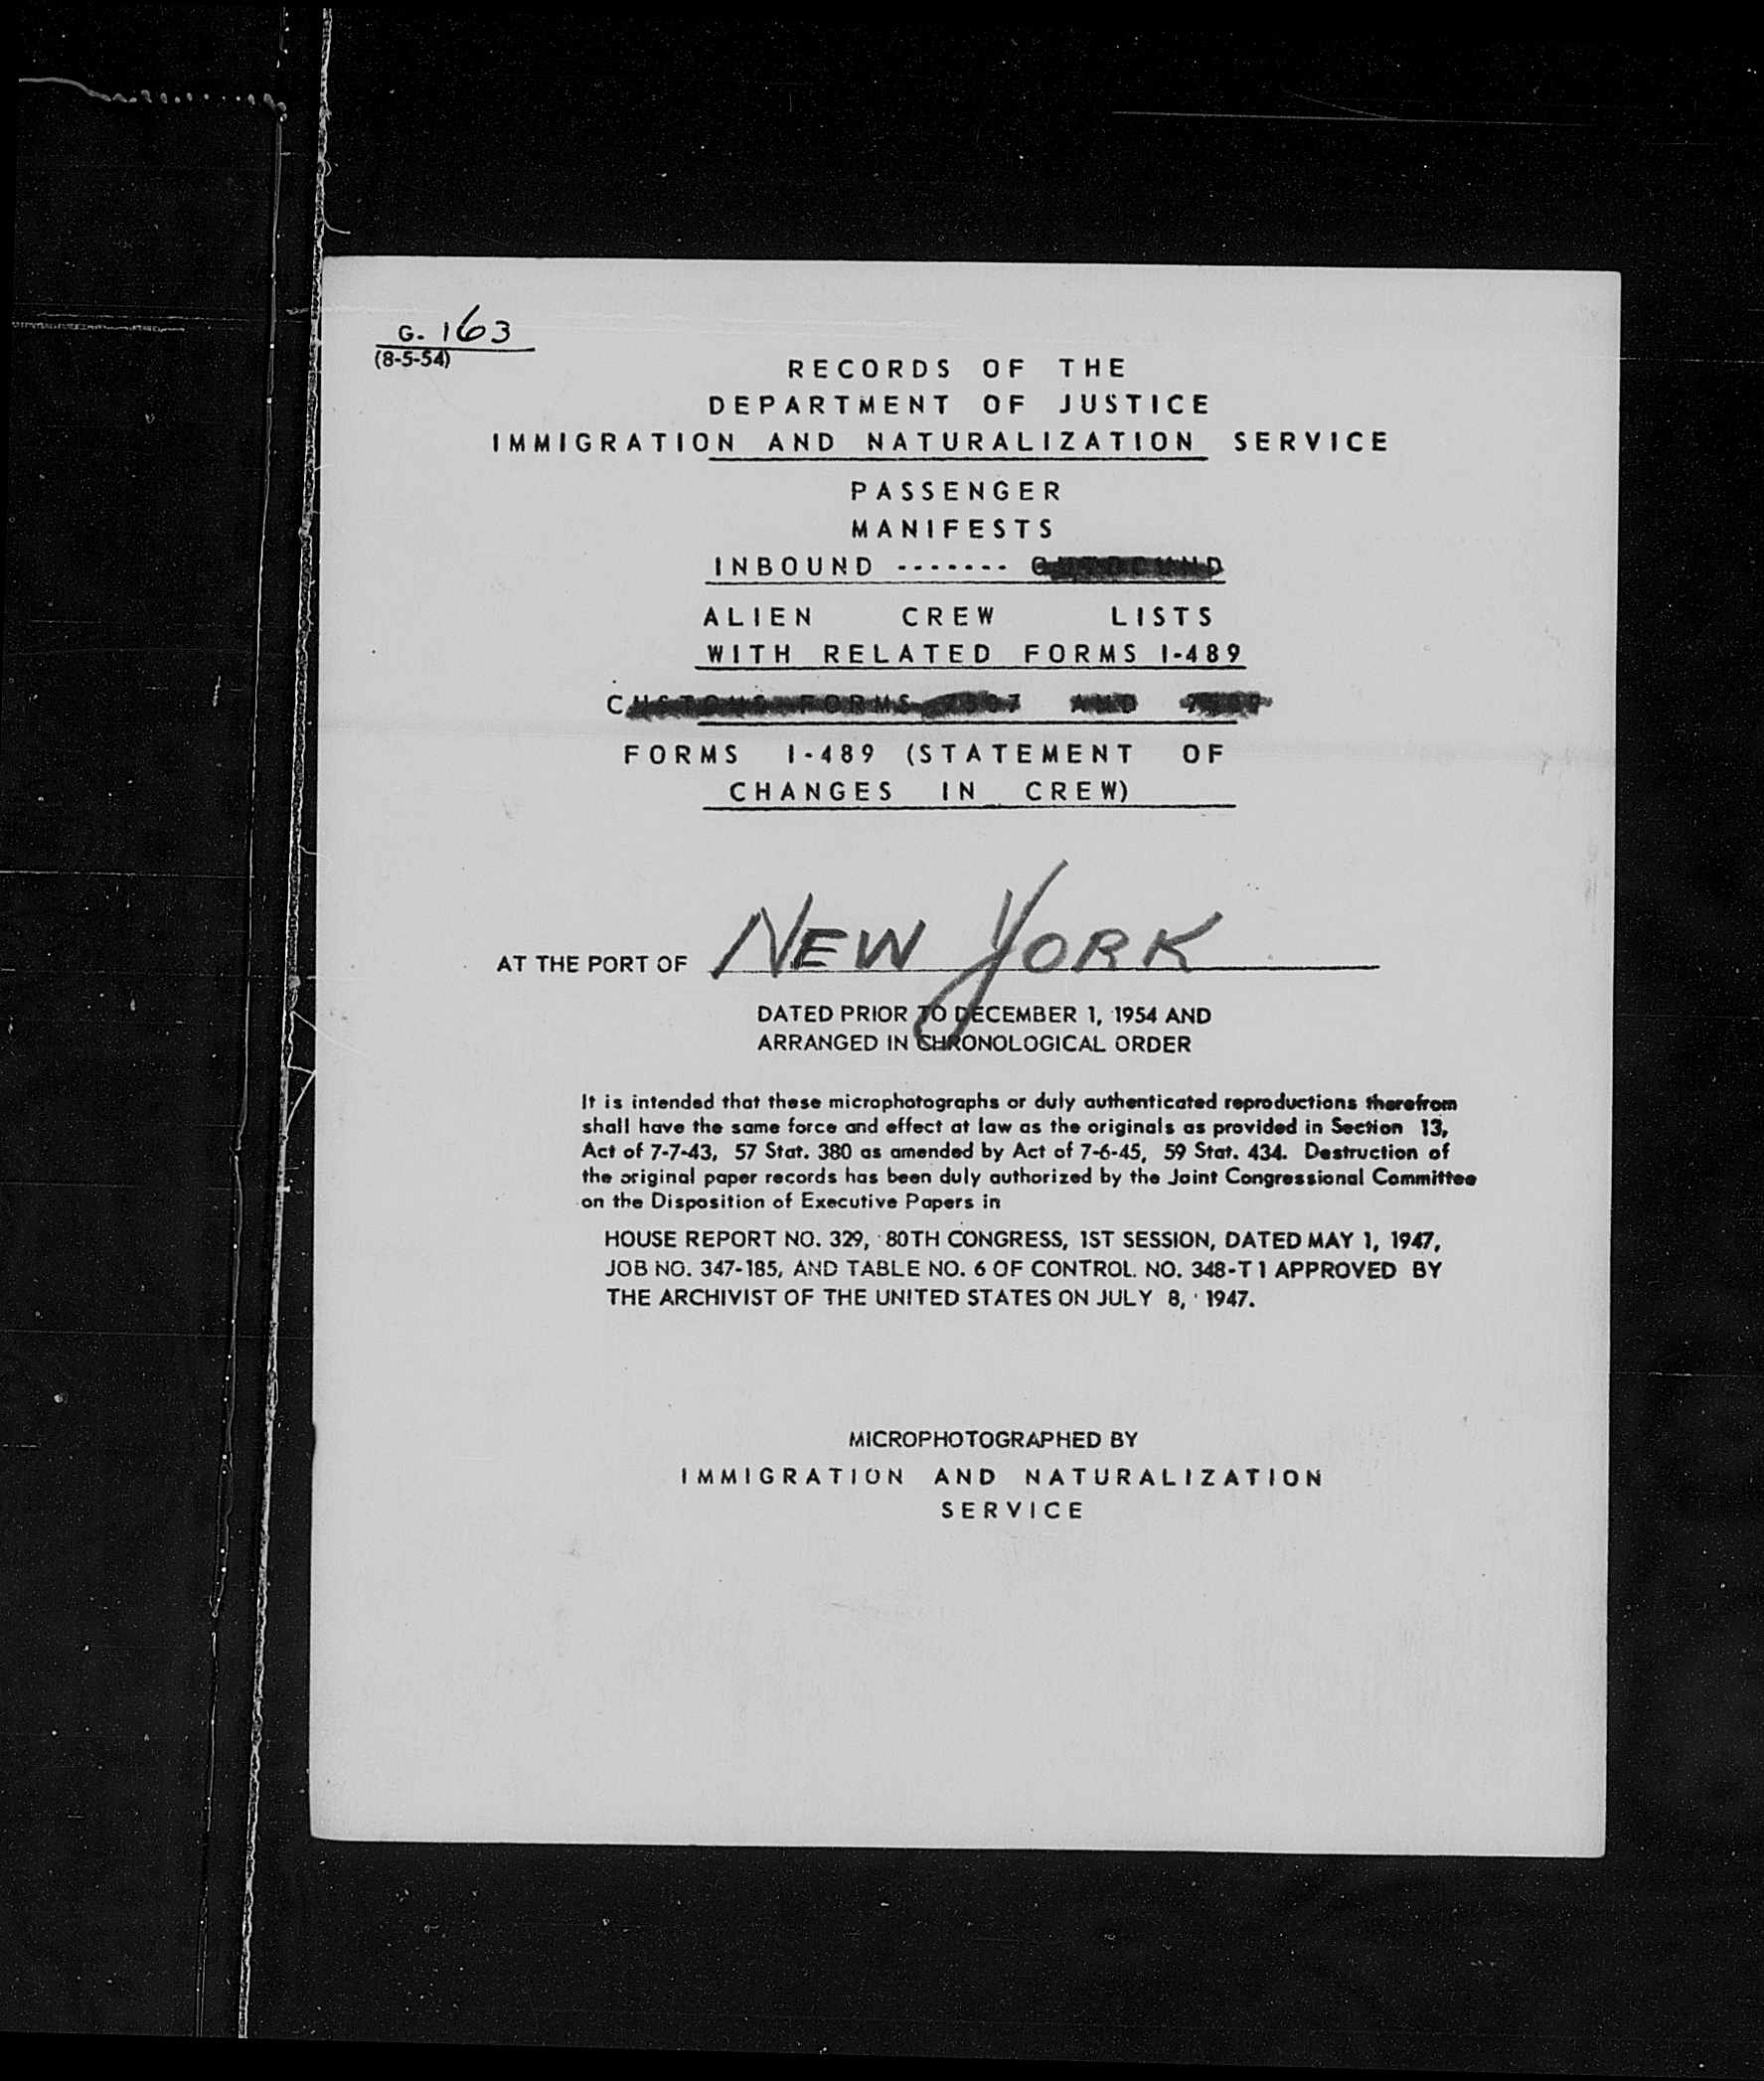 G. 163
(8-5-54)
RECORDS OF THE
DEPARTMENT OF JUSTICE
IMMIGRATION AND NATURALIZATION SERVICE
PASSENGER
MANIFESTS
INBOUND ------- OUTBOUND
ALIEN CREW LISTS
WITH RELATED FORMS I-489
CUSTOMS FORMS 7507 AND
FORMS I-489 (STATEMENT OF
CHANGES IN CREW)
AT THE PORT OF NEW YORK
DATED PRIOR TO DECEMBER 1, 1954 AND
ARRANGED IN CHRONOLOGICAL ORDER
It is intended that these microphotographs or duly authenticated reproductions therefrom
shall have the same force and effect at law as the originals as provided in Section 13,
Act of 7-7-43, 57 Stat. 380 as amended by Act of 7-6-45, 59 Stat. 434. Destruction of
the original paper records has been duly authorized by the Joint Congressional Committee
on the Disposition of Executive Papers in
HOUSE REPORT NO. 329, 80TH CONGRESS, 1ST SESSION, DATED MAY 1, 1947,
JOB NO. 347-185, AND TABLE NO. 6 OF CONTROL NO. 348-T1 APPROVED BY
THE ARCHIVIST OF THE UNITED STATES ON JULY 8, 1947.
MICROPHOTOGRAPHED BY
IMMIGRATION AND NATURALIZATION
SERVICE